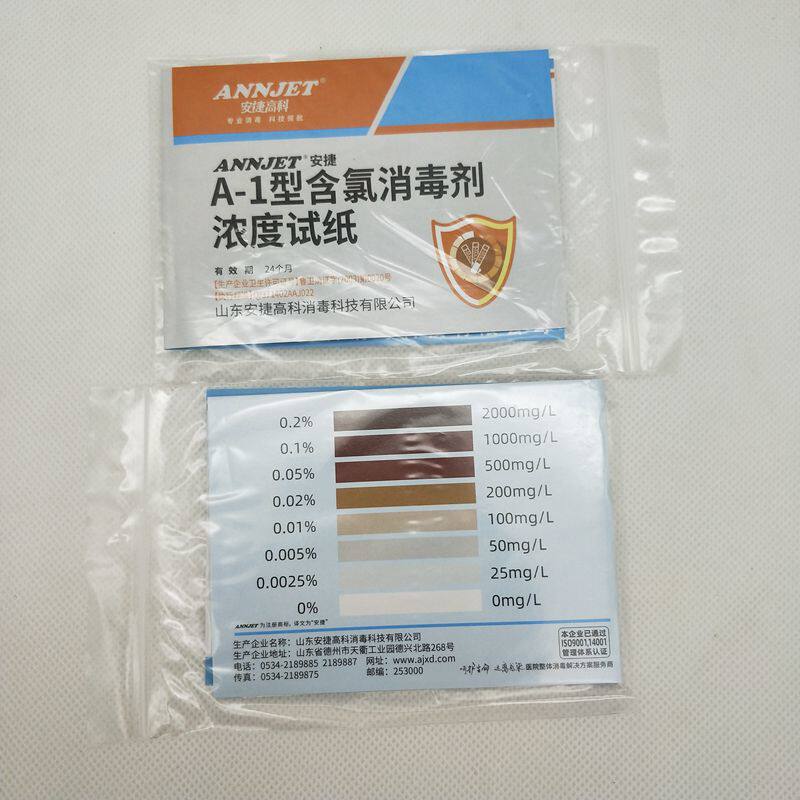 ANNJET®
安捷高科
专业消毒 科技领航
ANNJET®安捷
A-1型含氯消毒剂
浓度试纸
有 效 期 24个月
山东安捷高科消毒科技有限公司
0.2% 2000mg/L
0.1% 1000mg/L
0.05% 500mg/L
0.02% 200mg/L
0.01% 100mg/L
0.005% 50mg/L
0.0025% 25mg/L
0% 0mg/L
ANNJET 为注册商标,译文为"安捷"
生产企业名称:山东安捷高科消毒科技有限公司
生产企业地址:山东省德州市天衢工业园德兴北路268号
电话:0534-2189885 2189887 网址:www.ajxd.com
传真:0534-2189875 邮编:253000
本企业已通过
ISO9001,14001
管理体系认证
呵护生命 远离感染 医院整体消毒解决方案服务商